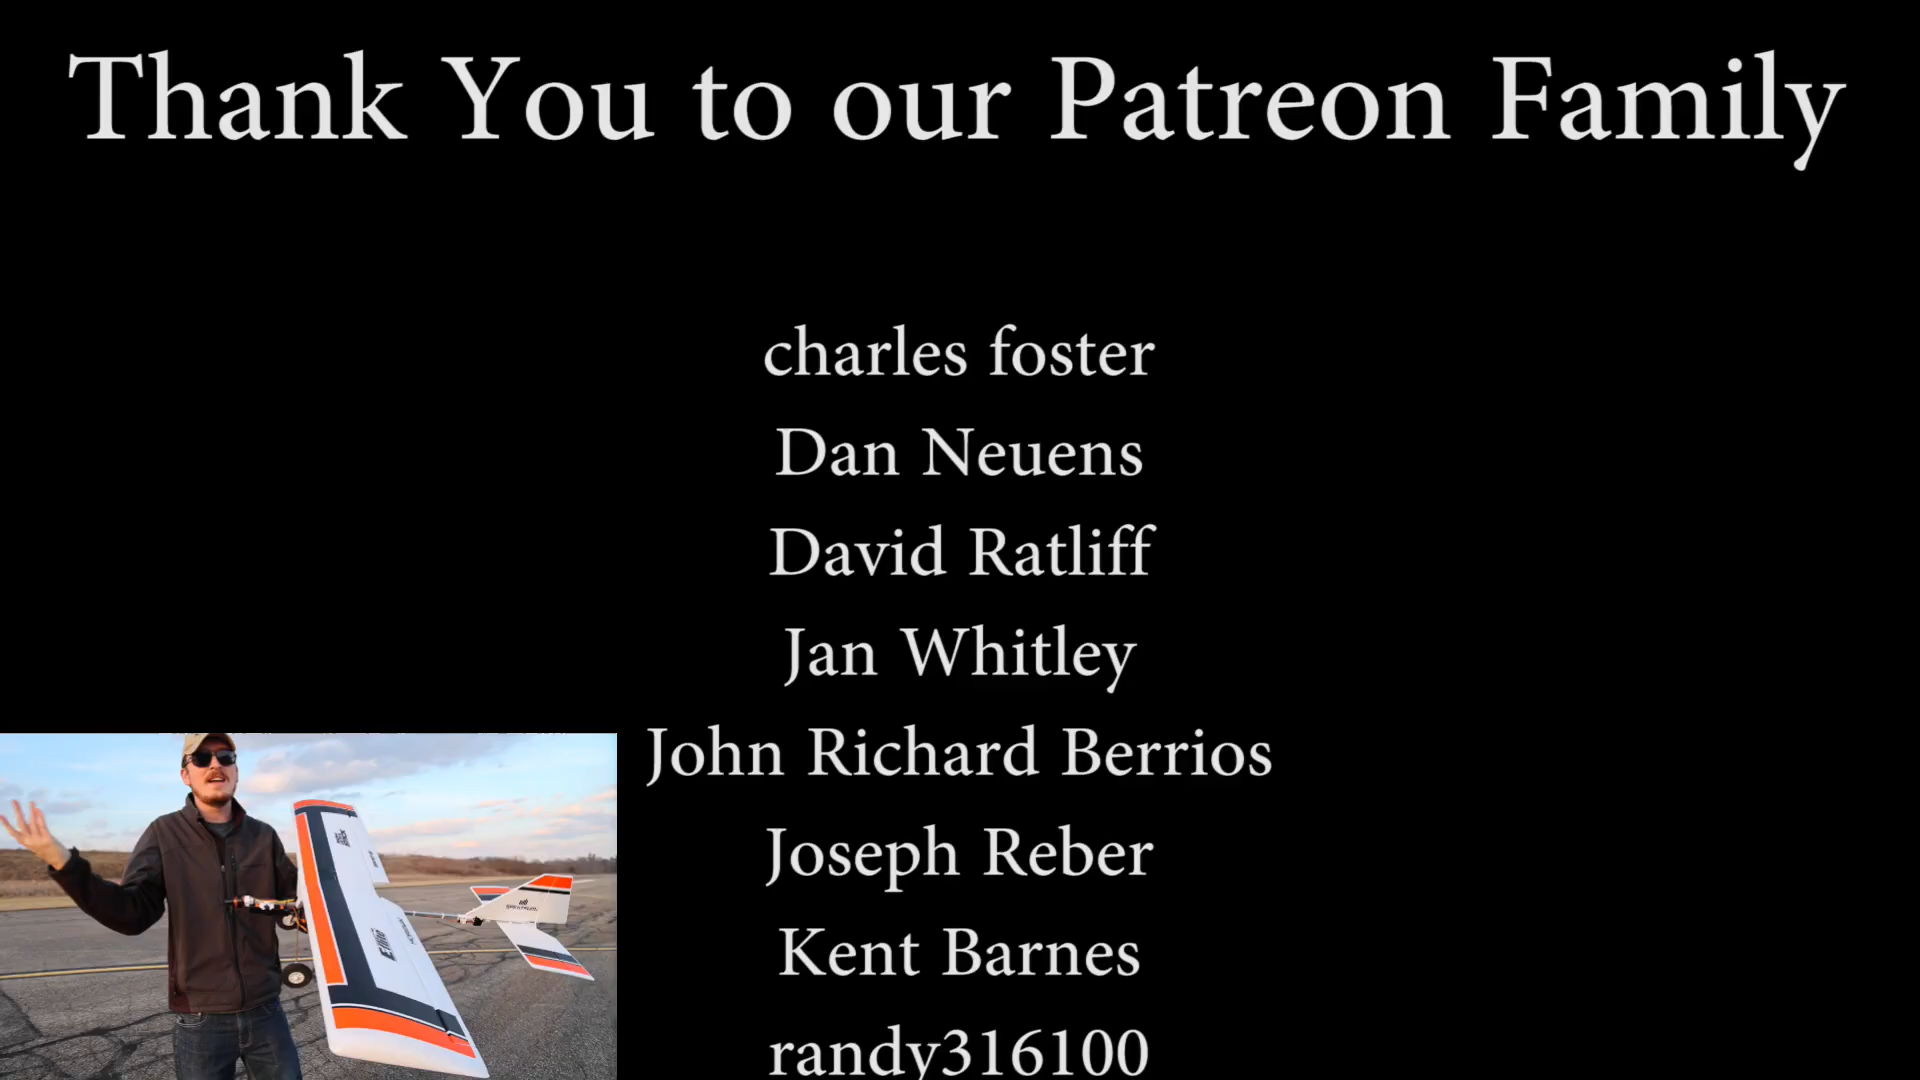 Thank You to our Patreon Family
charles foster
Dan Neuens
David Ratliff
Jan Whitley
John Richard Berrios
Joseph Reber
Kent Barnes
randy316100